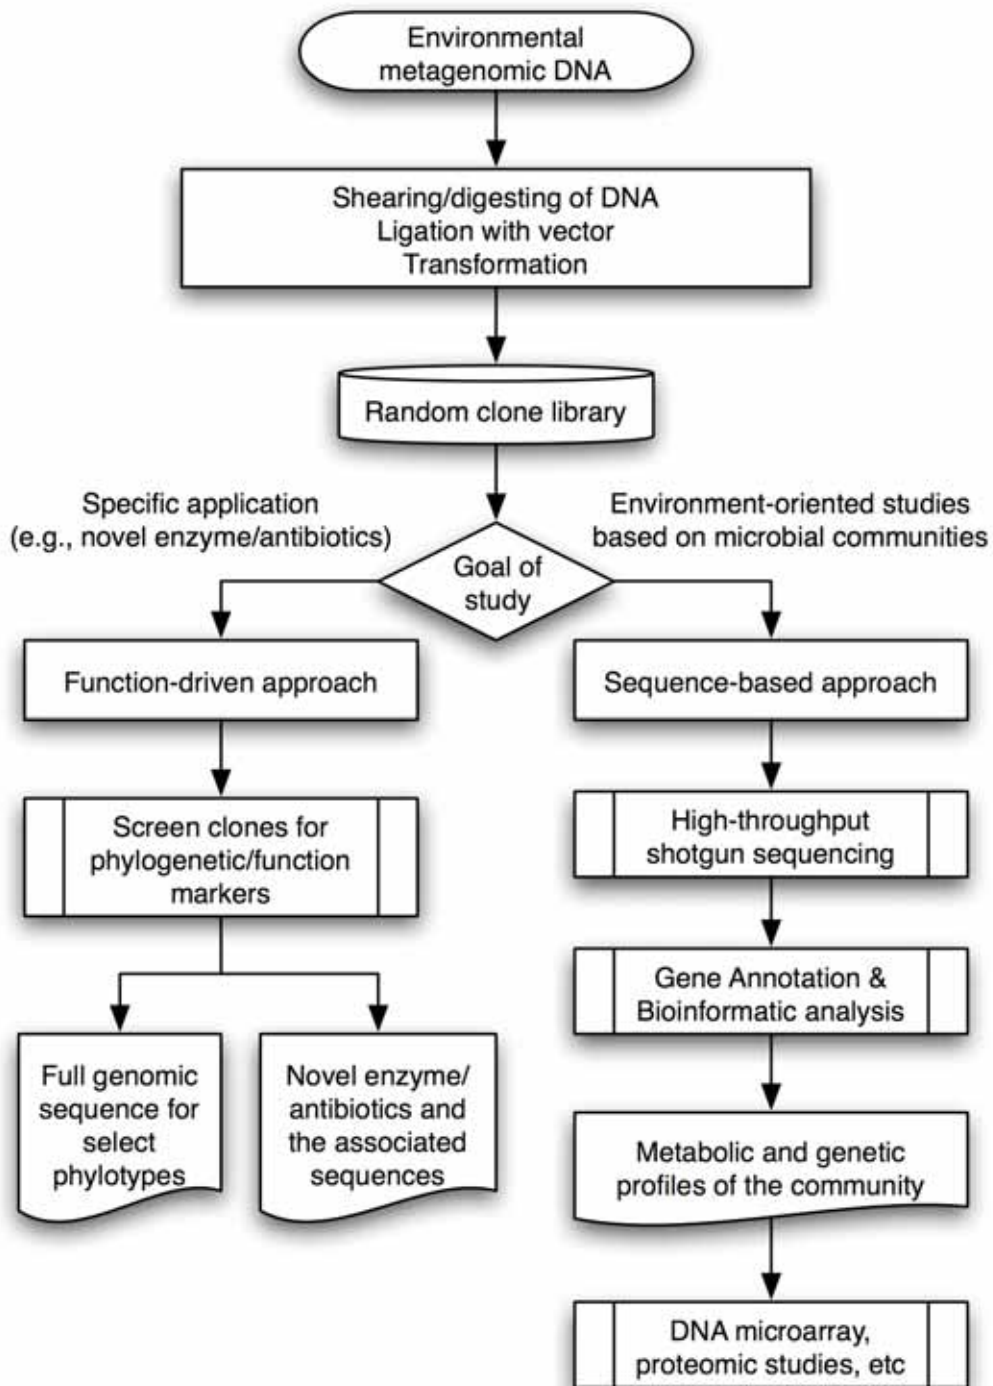 Environmental
metagenomic DNA
Shearing/digesting of DNA
Ligation with vector
Transformation
Random clone library
Specific application
(e.g., novel enzyme/antibiotics)
Environment-oriented studies
based on microbial communities
Goal of
study
Function-driven approach
Sequence-based approach
Screen clones for
phylogenetic/function
markers
High-throughput
shotgun sequencing
Gene Annotation &
Bioinformatic analysis
Full genomic
sequence for
select
phylotypes
Novel enzyme/
antibiotics and
the associated
sequences
Metabolic and genetic
profiles of the community
DNA microarray,
proteomic studies, etc